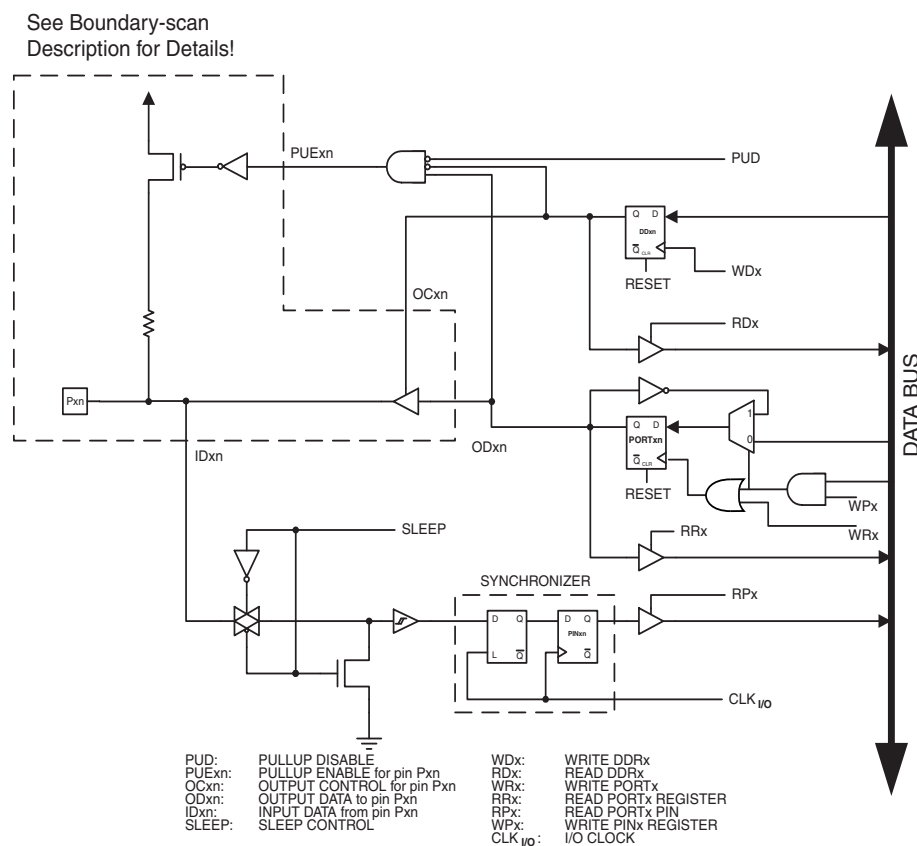 See Boundary-scan
Description for Details!
PUExn
PUD
Q D
DDxn
Q CLR
WDx
RESET
OCxn
RDx
Pxn
1
Q D
PORTxn
0
ODxn
Q CLR
IDxn
RESET
WPx
WRx
RRx
SLEEP
SYNCHRONIZER
RPx
D Q
D Q
PINxn
L Q
Q
CLK I/O
DATA BUS
PUD: PULLUP DISABLE
PUExn: PULLUP ENABLE for pin Pxn
OCxn: OUTPUT CONTROL for pin Pxn
ODxn: OUTPUT DATA to pin Pxn
IDxn: INPUT DATA from pin Pxn
SLEEP: SLEEP CONTROL
WDx: WRITE DDRx
RDx: READ DDRx
WRx: WRITE PORTx
RRx: READ PORTx REGISTER
RPx: READ PORTx PIN
WPx: WRITE PINx REGISTER
CLK I/O: I/O CLOCK